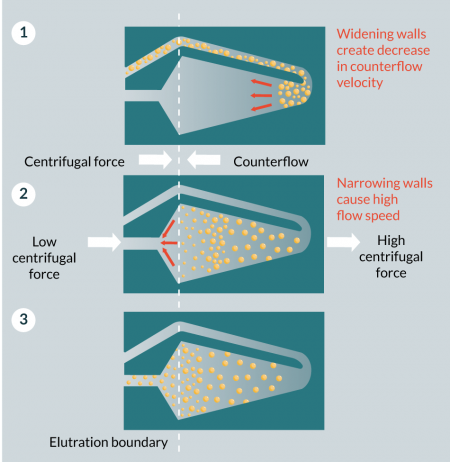 1
Widening walls
create decrease
in counterflow
velocity
Centrifugal force
Counterflow
2
Narrowing walls
cause high
flow speed
Low
centrifugal
force
High
centrifugal
force
3
Elutration boundary